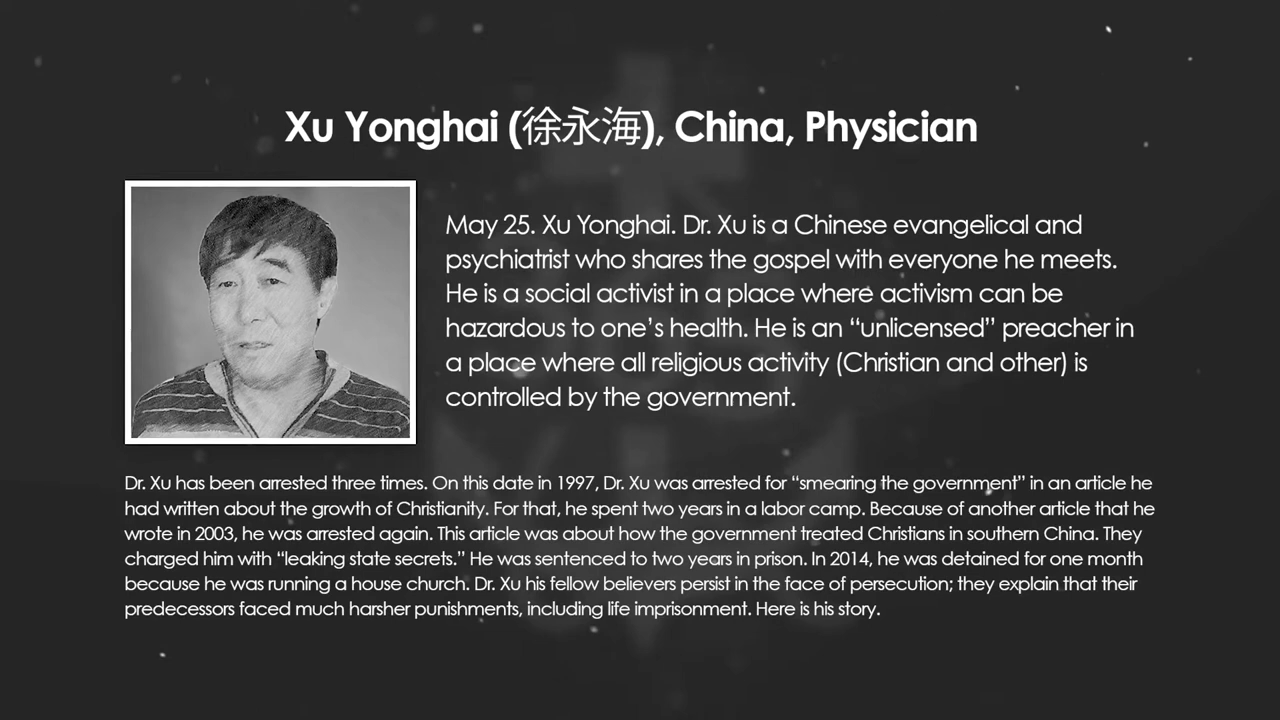 Xu Yonghai (徐永海), China, Physician
May 25. Xu Yonghai. Dr. Xu is a Chinese evangelical and
psychiatrist who shares the gospel with everyone he meets.
He is a social activist in a place where activism can be
hazardous to one’s health. He is an “unlicensed” preacher in
a place where all religious activity (Christian and other) is
controlled by the government.
Dr. Xu has been arrested three times. On this date in 1997, Dr. Xu was arrested for “smearing the government” in an article he
had written about the growth of Christianity. For that, he spent two years in a labor camp. Because of another article that he
wrote in 2003, he was arrested again. This article was about how the government treated Christians in southern China. They
charged him with “leaking state secrets.” He was sentenced to two years in prison. In 2014, he was detained for one month
because he was running a house church. Dr. Xu his fellow believers persist in the face of persecution; they explain that their
predecessors faced much harsher punishments, including life imprisonment. Here is his story.